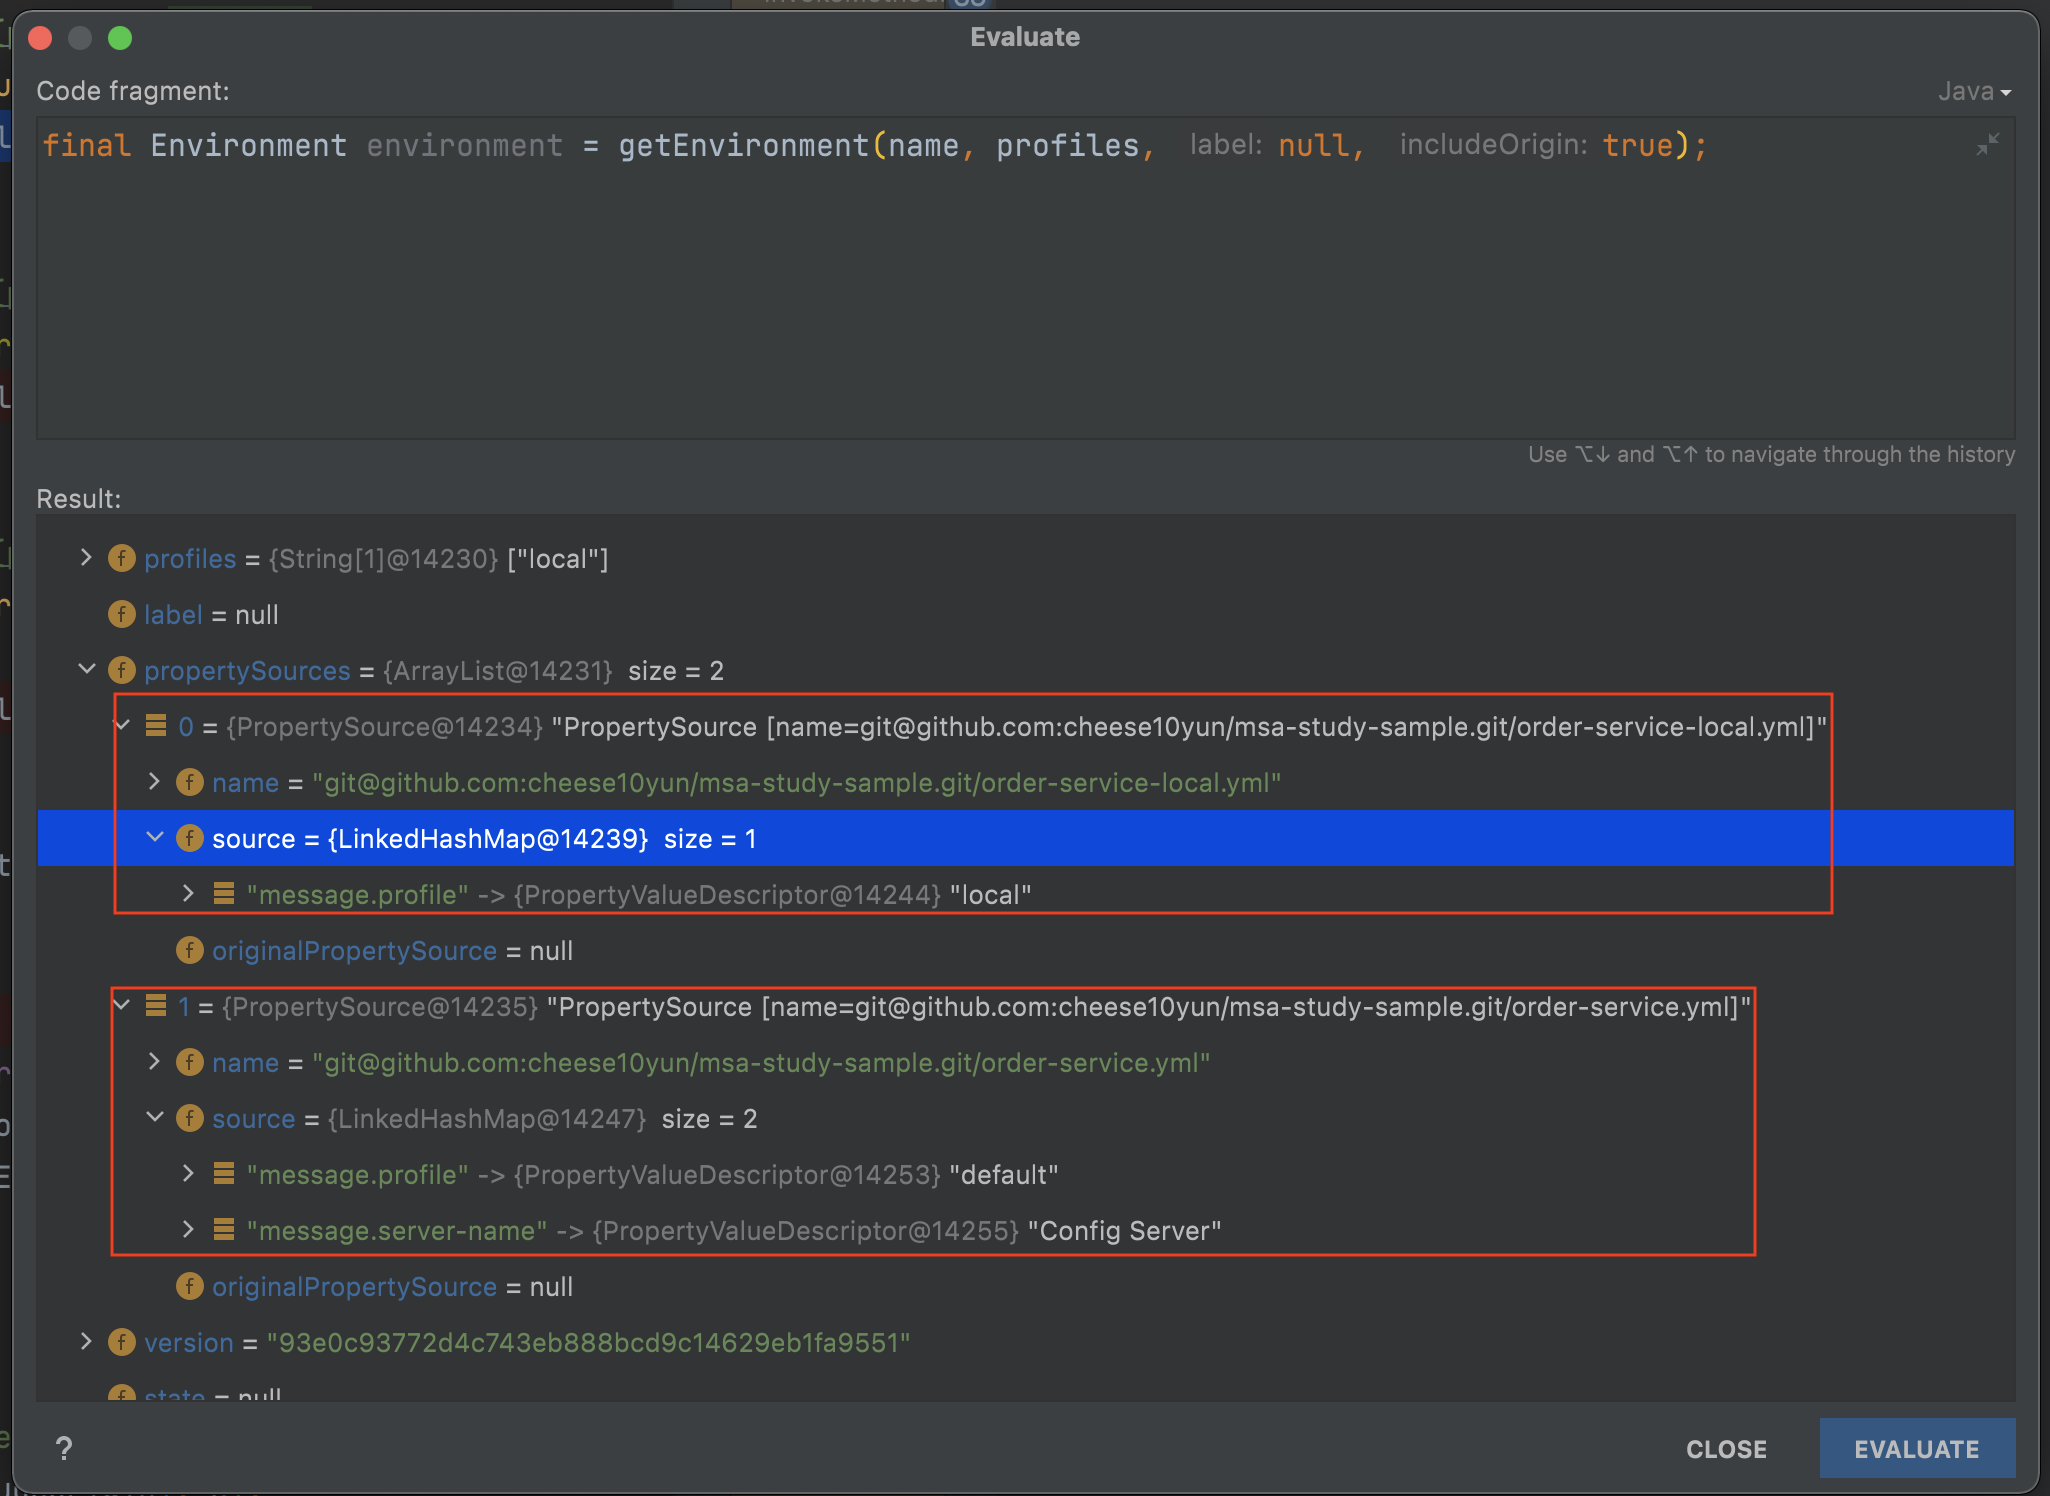 Evaluate
Code fragment:
Java
final Environment environment = getEnvironment(name, profiles, label: null, includeOrigin: true);
Use ⌥↓ and ⌥↑ to navigate through the history
Result:
profiles = {String[1]@14230} ["local"]
label = null
propertySources = {ArrayList@14231} size = 2
0 = {PropertySource@14234} "PropertySource [name=git@github.com:cheese10yun/msa-study-sample.git/order-service-local.yml]"
name = "git@github.com:cheese10yun/msa-study-sample.git/order-service-local.yml"
source = {LinkedHashMap@14239} size = 1
"message.profile" -> {PropertyValueDescriptor@14244} "local"
originalPropertySource = null
1 = {PropertySource@14235} "PropertySource [name=git@github.com:cheese10yun/msa-study-sample.git/order-service.yml]"
name = "git@github.com:cheese10yun/msa-study-sample.git/order-service.yml"
source = {LinkedHashMap@14247} size = 2
"message.profile" -> {PropertyValueDescriptor@14253} "default"
"message.server-name" -> {PropertyValueDescriptor@14255} "Config Server"
originalPropertySource = null
version = "93e0c93772d4c743eb888bcd9c14629eb1fa9551"
state = null
?
CLOSE
EVALUATE